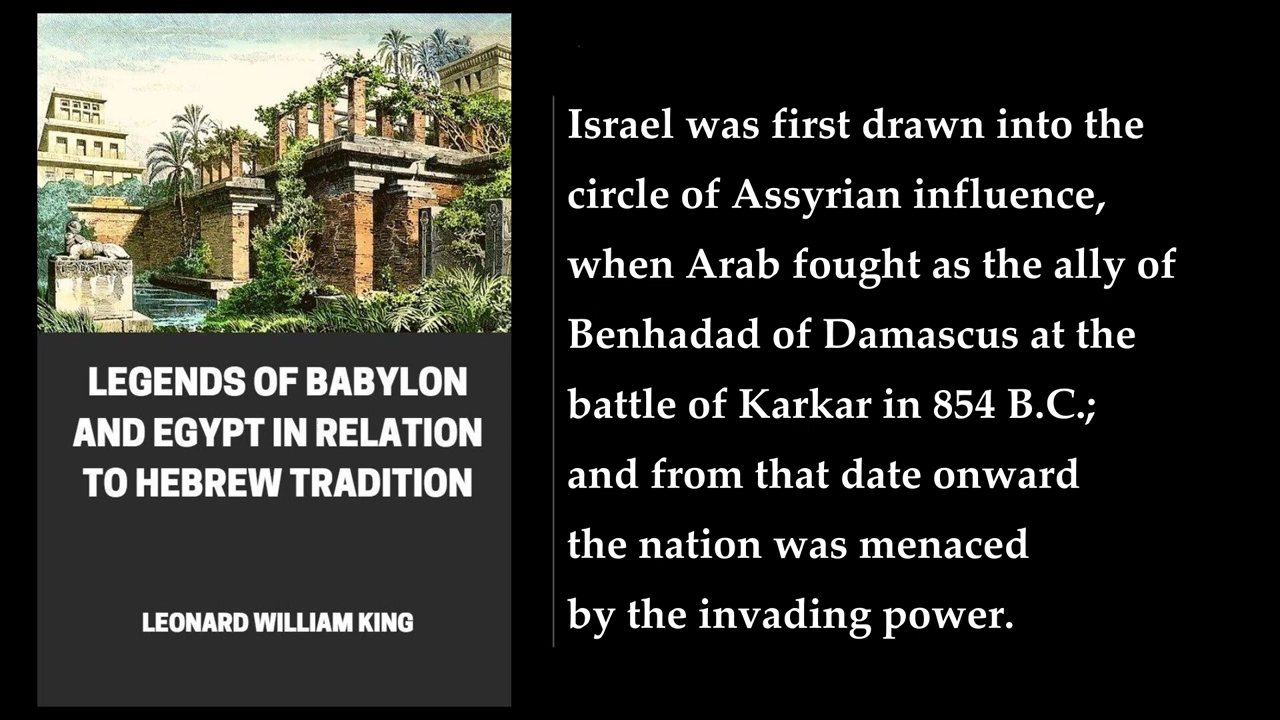 LEGENDS OF BABYLON
AND EGYPT IN RELATION
TO HEBREW TRADITION
LEONARD WILLIAM KING
Israel was first drawn into the
circle of Assyrian influence,
when Arab fought as the ally of
Benhadad of Damascus at the
battle of Karkar in 854 B.C.;
and from that date onward
the nation was menaced
by the invading power.